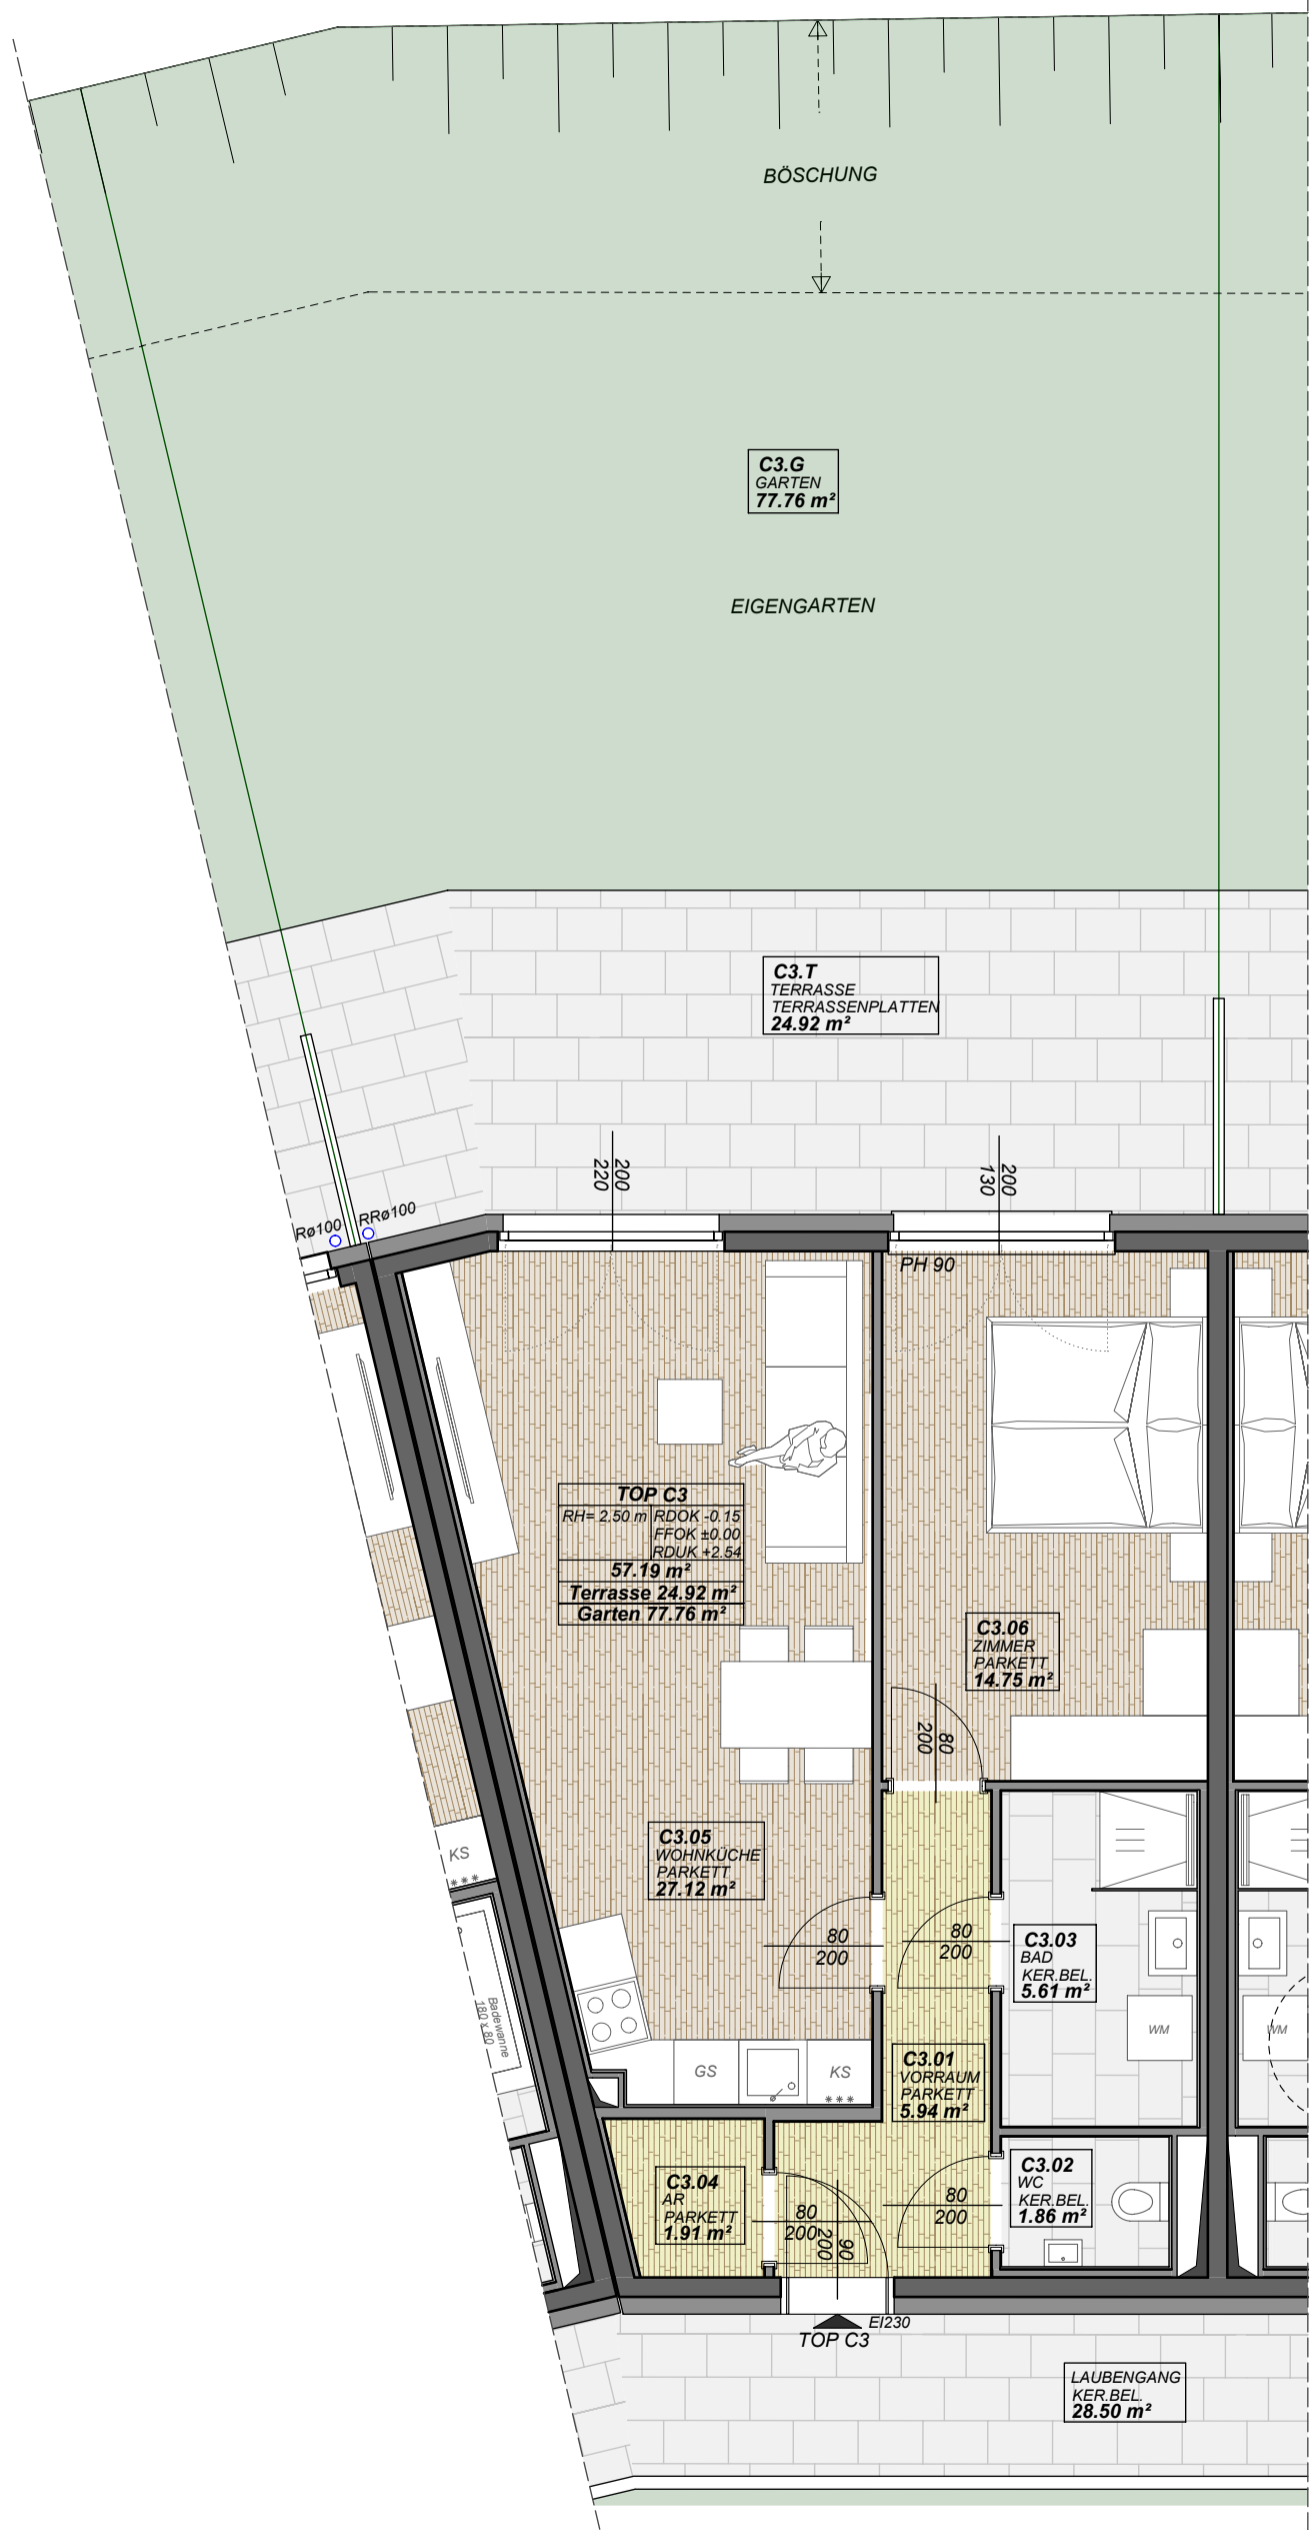 BÖSCHUNG
C3.G
GARTEN
77.76 m²
EIGENGARTEN
C3.T
TERRASSE
TERRASSENPLATTEN
24.92 m²
200
220
200
130
Rø100
RRø100
PH 90
TOP C3
RH= 2.50 m
RDOK -0.15
FFOK ±0.00
RDUK +2.54
57.19 m²
Terrasse 24.92 m²
Garten 77.76 m²
C3.06
ZIMMER
PARKETT
14.75 m²
80
200
C3.05
WOHNKÜCHE
PARKETT
27.12 m²
KS
***
80
200
80
200
C3.03
BAD
KER.BEL.
5.61 m²
Badewanne
180 x 80
WM
WM
GS
KS
***
C3.01
VORRAUM
PARKETT
5.94 m²
C3.04
AR
PARKETT
1.91 m²
80
200
90
200
80
200
C3.02
WC
KER.BEL.
1.86 m²
EI230
TOP C3
LAUBENGANG
KER.BEL.
28.50 m²